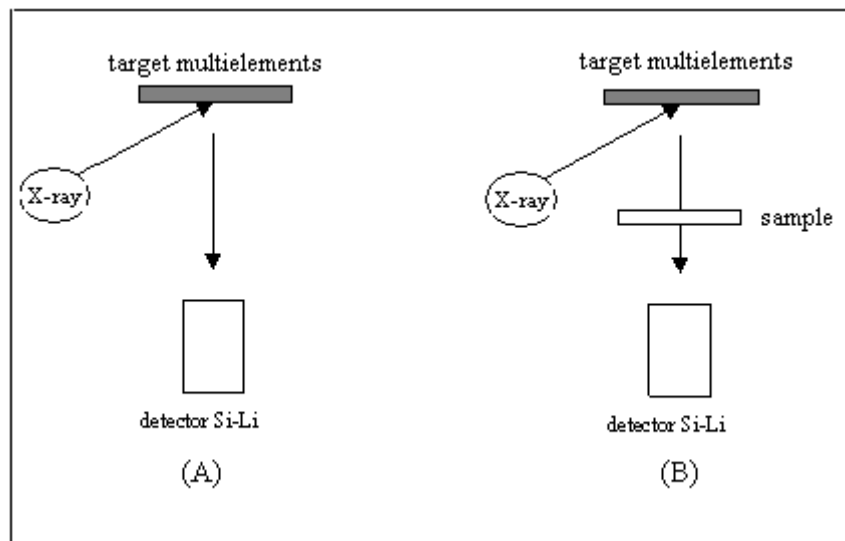 target multielements
X-ray
detector Si-Li
(A)
target multielements
X-ray
sample
detector Si-Li
(B)